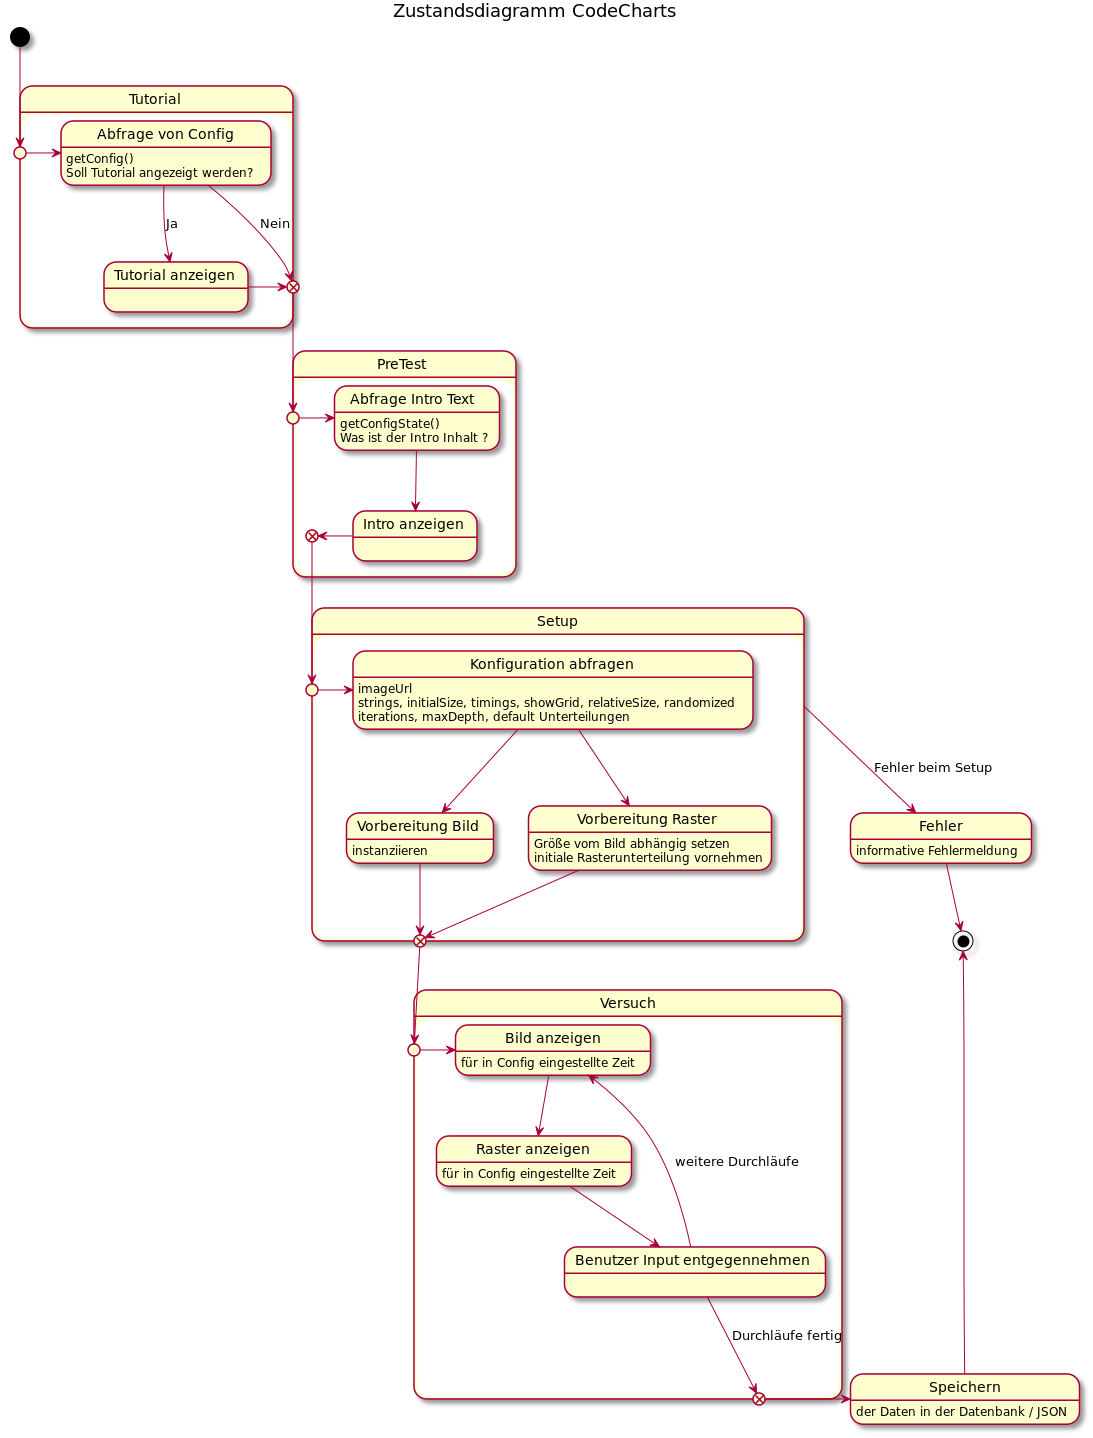 Zustandsdiagramm CodeCharts
Tutorial
Abfrage von Config
getConfig()
Soll Tutorial angezeigt werden?
Ja
Nein
Tutorial anzeigen
PreTest
Abfrage Intro Text
getConfigState()
Was ist der Intro Inhalt ?
Intro anzeigen
Setup
Konfiguration abfragen
imageUrl
strings, initialSize, timings, showGrid, relativeSize, randomized
iterations, maxDepth, default Unterteilungen
Fehler beim Setup
Vorbereitung Bild
instanziieren
Vorbereitung Raster
Größe vom Bild abhängig setzen
initiale Rasterunterteilung vornehmen
Fehler
informative Fehlermeldung
Versuch
Bild anzeigen
für in Config eingestellte Zeit
Raster anzeigen
für in Config eingestellte Zeit
weitere Durchläufe
Benutzer Input entgegennehmen
Durchläufe fertig
Speichern
der Daten in der Datenbank / JSON